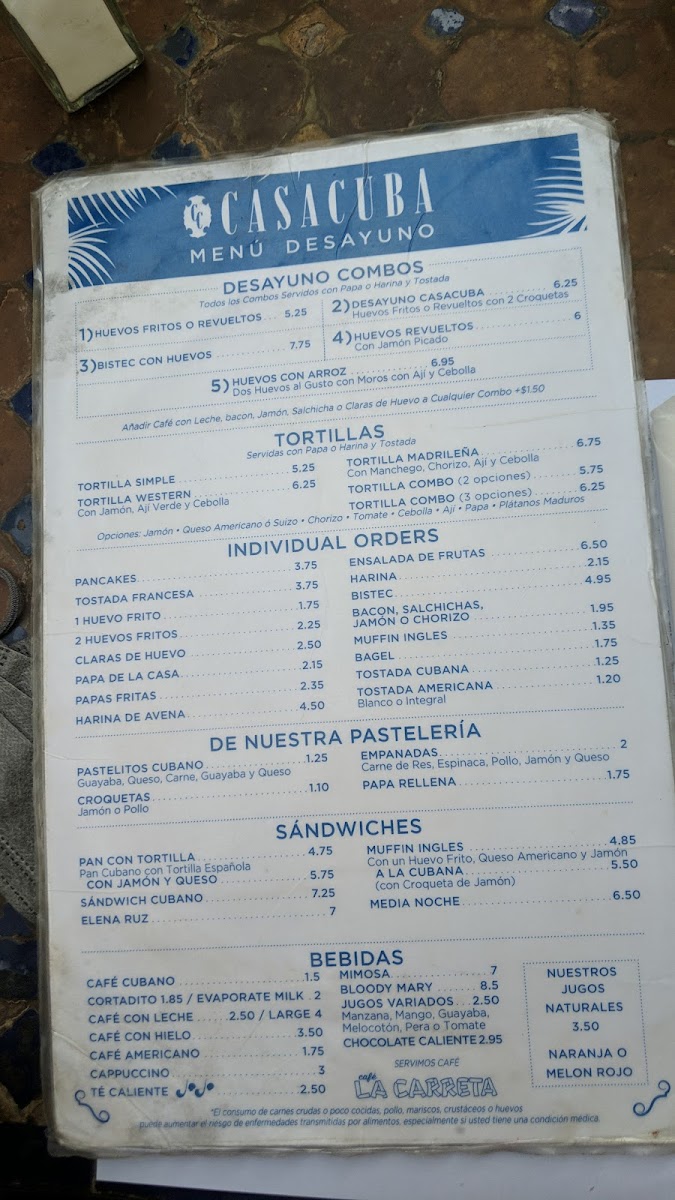 CC CASACUBA
MENÚ DESAYUNO
DESAYUNO COMBOS
Todos los Combos Servidos con Papa o Harina y Tostada
1) HUEVOS FRITOS O REVUELTOS 5.25
2) DESAYUNO CASACUBA 6.25
Huevos Fritos o Revueltos con 2 Croquetas
3) BISTEC CON HUEVOS 7.75
4) HUEVOS REVUELTOS 6
Con Jamón Picado
5) HUEVOS CON ARROZ 6.95
Dos Huevos al Gusto con Moros con Ají y Cebolla
Añadir Café con Leche, bacon, Jamón, Salchicha o Claras de Huevo a Cualquier Combo +$1.50
TORTILLAS
Servidas con Papa o Harina y Tostada
TORTILLA SIMPLE 5.25
TORTILLA WESTERN 6.25
Con Jamón, Ají Verde y Cebolla
TORTILLA MADRILEÑA 6.75
Con Manchego, Chorizo, Ají y Cebolla
TORTILLA COMBO (2 opciones) 5.75
TORTILLA COMBO (3 opciones) 6.25
Opciones: Jamón • Queso Americano ó Suizo • Chorizo • Tomate • Cebolla • Ají • Papa • Plátanos Maduros
INDIVIDUAL ORDERS
PANCAKES 3.75
TOSTADA FRANCESA 3.75
1 HUEVO FRITO 1.75
2 HUEVOS FRITOS 2.25
CLARAS DE HUEVO 2.50
PAPA DE LA CASA 2.15
PAPAS FRITAS 2.35
HARINA DE AVENA 4.50
ENSALADA DE FRUTAS 6.50
HARINA 2.15
BISTEC 4.95
BACON, SALCHICHAS,
JAMÓN O CHORIZO 1.95
MUFFIN INGLES 1.35
BAGEL 1.75
TOSTADA CUBANA 1.25
TOSTADA AMERICANA 1.20
Blanco o Integral
DE NUESTRA PASTELERÍA
PASTELITOS CUBANO 1.25
Guayaba, Queso, Carne, Guayaba y Queso
CROQUETAS 1.10
Jamón o Pollo
EMPANADAS 2
Carne de Res, Espinaca, Pollo, Jamón y Queso
PAPA RELLENA 1.75
SÁNDWICHES
PAN CON TORTILLA 4.75
Pan Cubano con Tortilla Española
CON JAMÓN Y QUESO 5.75
SÁNDWICH CUBANO 7.25
ELENA RUZ 7
MUFFIN INGLES 4.85
Con un Huevo Frito, Queso Americano y Jamón
A LA CUBANA 5.50
(con Croqueta de Jamón)
MEDIA NOCHE 6.50
BEBIDAS
CAFÉ CUBANO 1.5
CORTADITO 1.85 / EVAPORATE MILK . 2
CAFÉ CON LECHE 2.50 / LARGE 4
CAFÉ CON HIELO 3.50
CAFÉ AMERICANO 1.75
CAPPUCCINO 3
TÉ CALIENTE JoJo 2.50
MIMOSA 7
BLOODY MARY 8.5
JUGOS VARIADOS 2.50
Manzana, Mango, Guayaba,
Melocotón, Pera o Tomate
CHOCOLATE CALIENTE 2.95
SERVIMOS CAFÉ
café
LA CARRETA
NUESTROS
JUGOS
NATURALES
3.50
NARANJA O
MELON ROJO
*El consumo de carnes crudas o poco cocidas, pollo, mariscos, crustáceos o huevos
puede aumentar el riesgo de enfermedades transmitidas por alimentos, especialmente si usted tiene una condición médica.